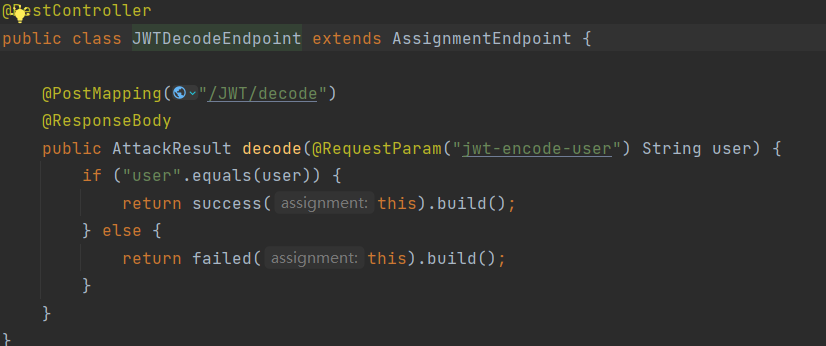 @RestController
public class JWTDecodeEndpoint extends AssignmentEndpoint {
@PostMapping("/JWT/decode")
@ResponseBody
public AttackResult decode(@RequestParam("jwt-encode-user") String user) {
if ("user".equals(user)) {
return success( assignment: this).build();
} else {
return failed( assignment: this).build();
}
}
}